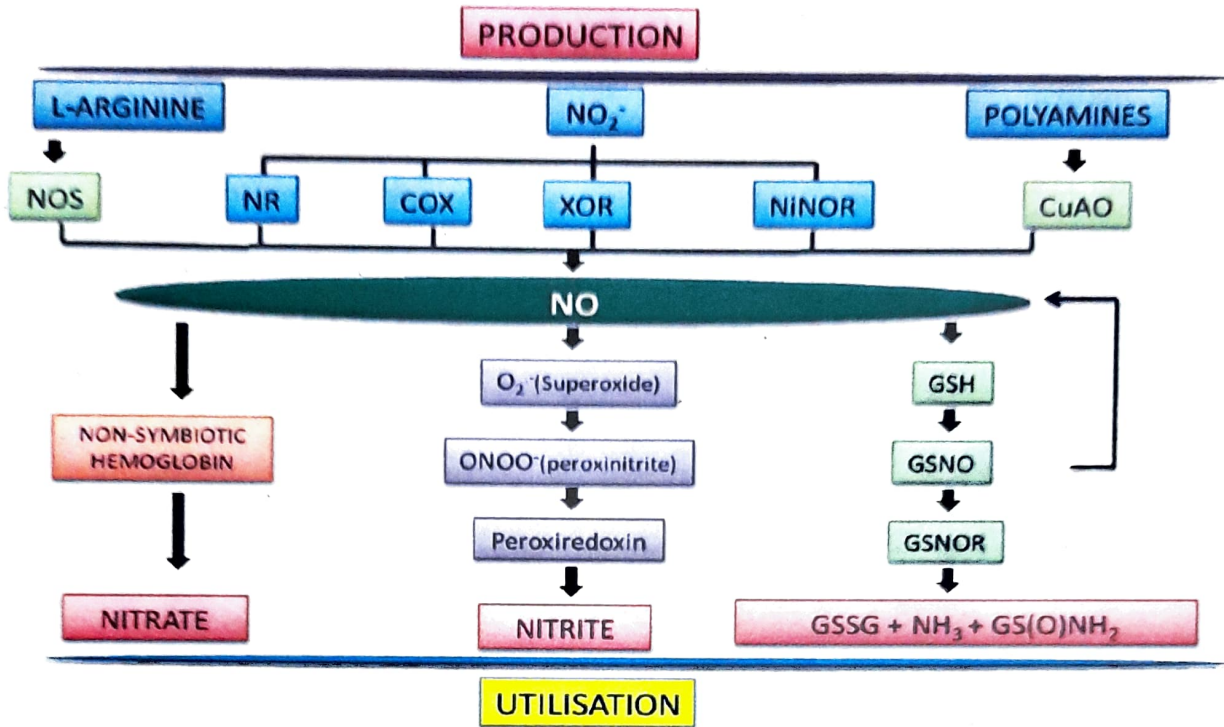 PRODUCTION
L-ARGININE
NO₂⁻
POLYAMINES
NOS
NR
COX
XOR
NiNOR
CuAO
NO
O₂⁻(Superoxide)
GSH
NON-SYMBIOTIC
HEMOGLOBIN
ONOO⁻(peroxinitrite)
GSNO
Peroxiredoxin
GSNOR
NITRATE
NITRITE
GSSG + NH₃ + GS(O)NH₂
UTILISATION